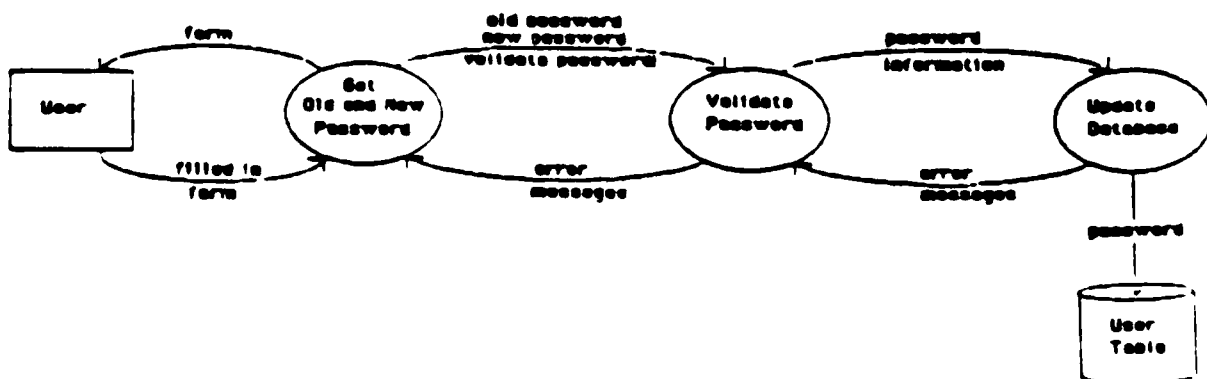 form
old password
new password
validate password
password
information
User
Get
Old and New
Password
Validate
Password
Update
Database
filled in
form
error
messages
error
messages
password
User
Table